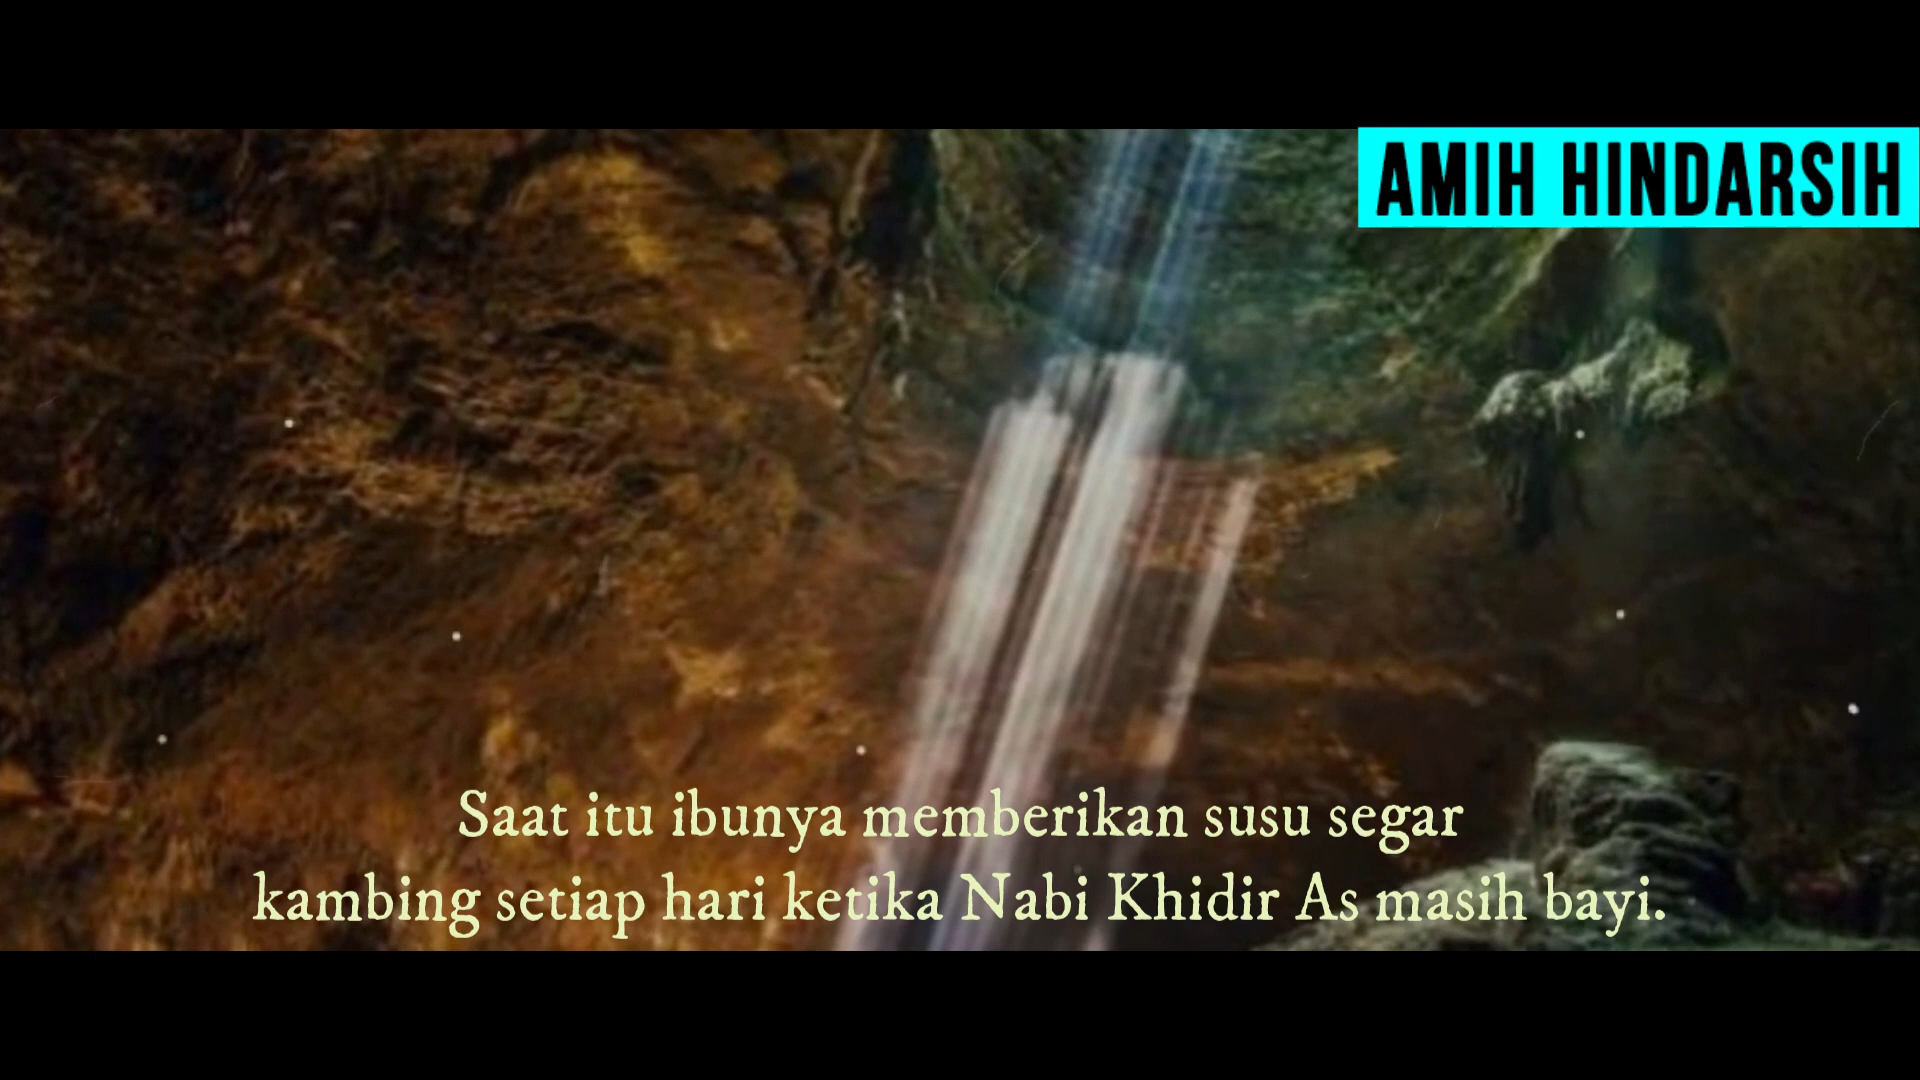 AMIH HINDARSIH
Saat itu ibunya memberikan susu segar
kambing setiap hari ketika Nabi Khidir As masih bayi.